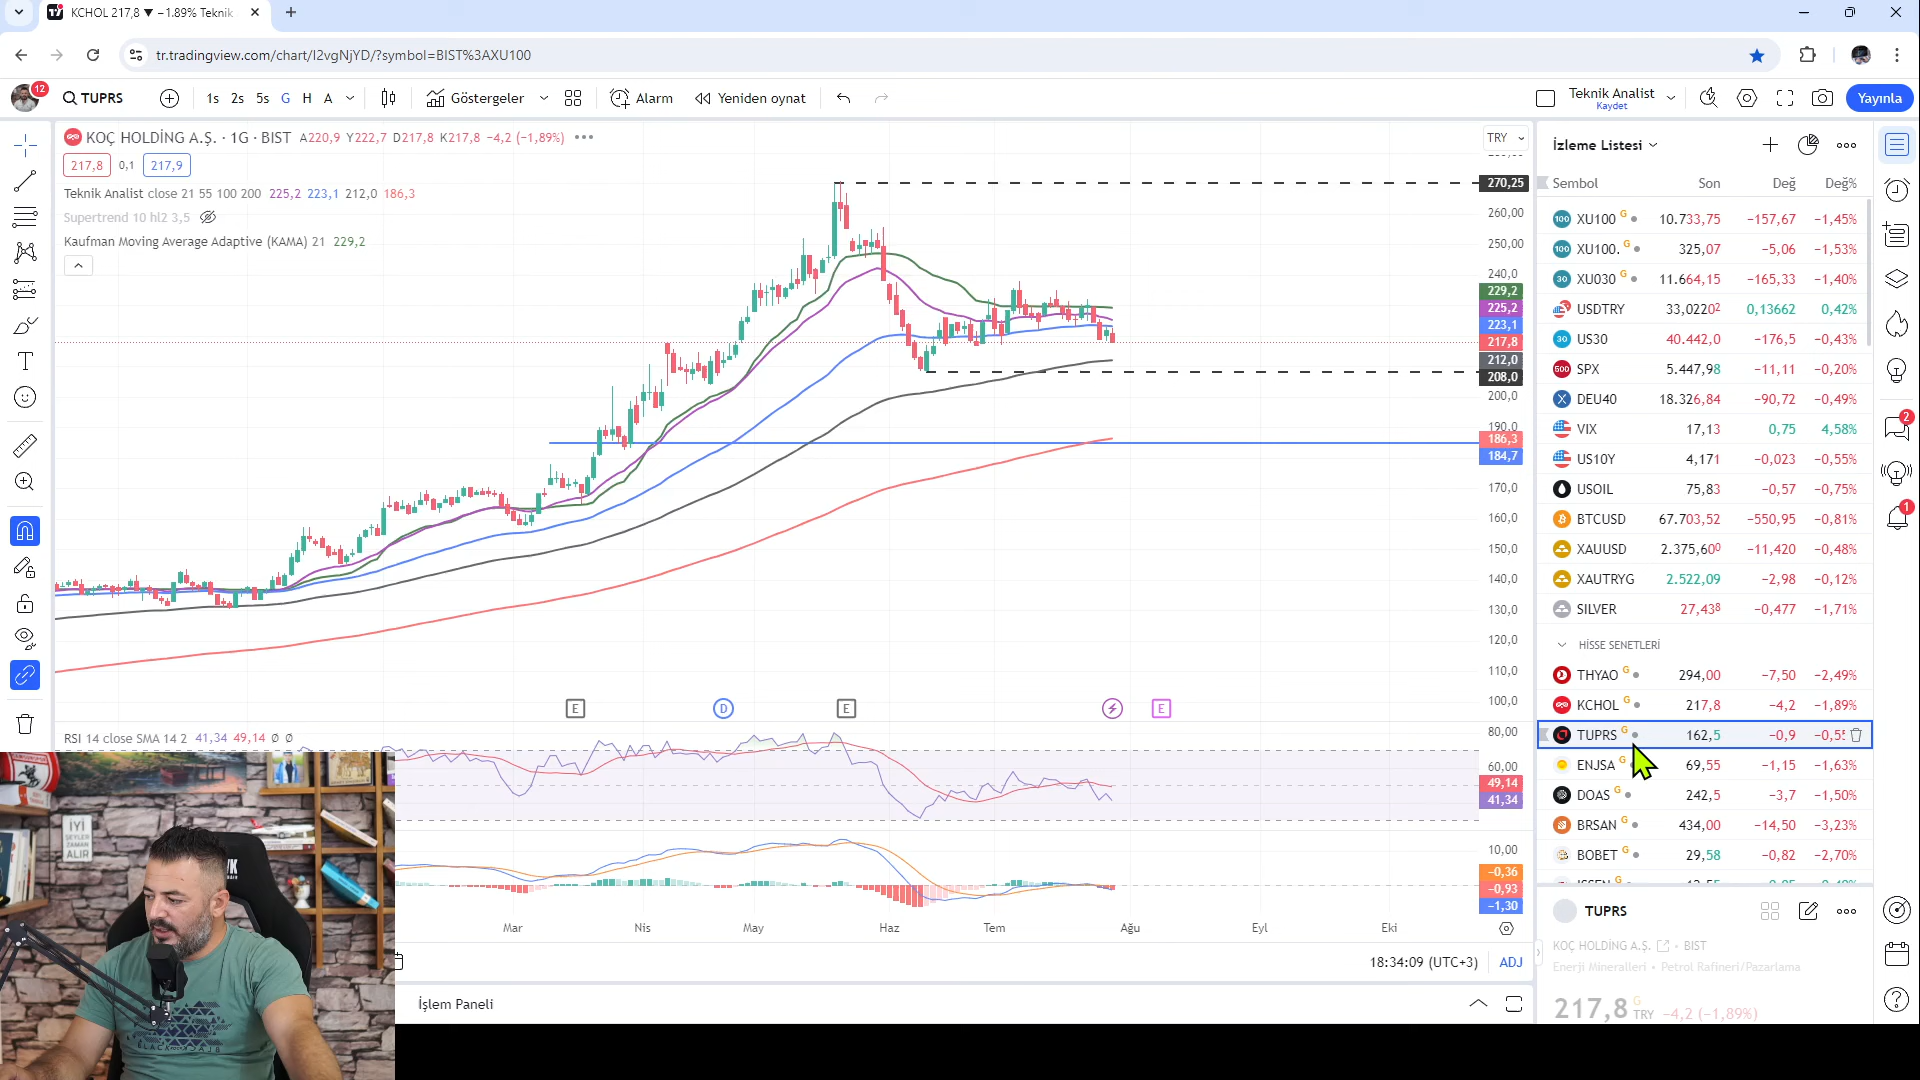 KCHOL 217,8 ▼ −1.89% Teknik
tr.tradingview.com/chart/l2vgNjYD/?symbol=BIST%3AXU100
12
TUPRS
1s 2s 5s G H A
Göstergeler
Alarm
Yeniden oynat
Teknik Analist
Kaydet
Yayınla
KOÇ HOLDİNG A.Ş. · 1G · BIST A220,9 Y222,7 D217,8 K217,8 −4,2 (−1,89%)
217,8 0,1 217,9
Teknik Analist close 21 55 100 200 225,2 223,1 212,0 186,3
Supertrend 10 hl2 3,5
Kaufman Moving Average Adaptive (KAMA) 21 229,2
TRY
270,25
260,00
250,00
240,0
229,2
225,2
223,1
217,8
212,0
208,0
200,0
190,0
186,3
184,7
170,0
160,0
150,0
140,0
130,0
120,0
110,0
100,0
E D E E
RSI 14 close SMA 14 2 41,34 49,14 ∅ ∅
80,00
60,00
49,14
41,34
10,00
−0,36
−0,93
−1,30
Mar Nis May Haz Tem Ağu Eyl Eki
18:34:09 (UTC+3) ADJ
İşlem Paneli
İzleme Listesi
Sembol Son Değ Değ%
100 XU100 G 10.733,75 −157,67 −1,45%
100 XU100. G 325,07 −5,06 −1,53%
30 XU030 G 11.664,15 −165,33 −1,40%
USDTRY 33,0220² 0,13662 0,42%
30 US30 40.442,0 −176,5 −0,43%
500 SPX 5.447,98 −11,11 −0,20%
DEU40 18.326,84 −90,72 −0,49%
VIX 17,13 0,75 4,58%
US10Y 4,171 −0,023 −0,55%
USOIL 75,83 −0,57 −0,75%
BTCUSD 67.703,52 −550,95 −0,81%
XAUUSD 2.375,60⁰ −11,420 −0,48%
XAUTRYG 2.522,09 −2,98 −0,12%
SILVER 27,43⁸ −0,477 −1,71%
HİSSE SENETLERİ
THYAO G 294,00 −7,50 −2,49%
KCHOL G 217,8 −4,2 −1,89%
TUPRS G 162,5 −0,9 −0,55
ENJSA G 69,55 −1,15 −1,63%
DOAS G 242,5 −3,7 −1,50%
BRSAN G 434,00 −14,50 −3,23%
BOBET G 29,58 −0,82 −2,70%
TUPRS
KOÇ HOLDİNG A.Ş. • BIST
Enerji Mineralleri • Petrol Rafineri/Pazarlama
217,8 G TRY −4,2 (−1,89%)
2
1
İYİ
ŞEYLER
ZAMAN
ALIR